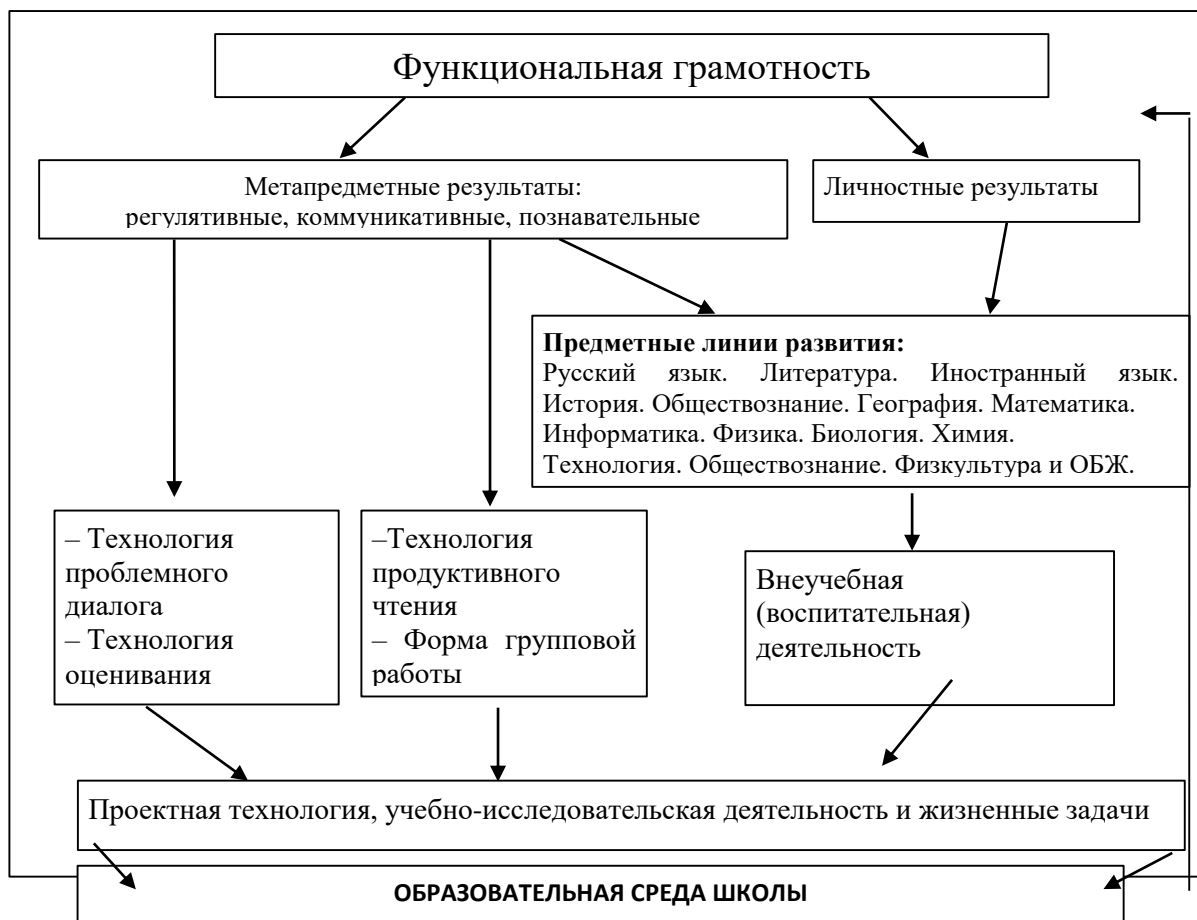 Функциональная грамотность
Метапредметные результаты:
регулятивные, коммуникативные, познавательные
Личностные результаты
Предметные линии развития:
Русский язык. Литература. Иностранный язык.
История. Обществознание. География. Математика.
Информатика. Физика. Биология. Химия.
Технология. Обществознание. Физкультура и ОБЖ.
– Технология
проблемного
диалога
– Технология
оценивания
–Технология
продуктивного
чтения
– Форма групповой
работы
Внеучебная
(воспитательная)
деятельность
Проектная технология, учебно-исследовательская деятельность и жизненные задачи
ОБРАЗОВАТЕЛЬНАЯ СРЕДА ШКОЛЫ